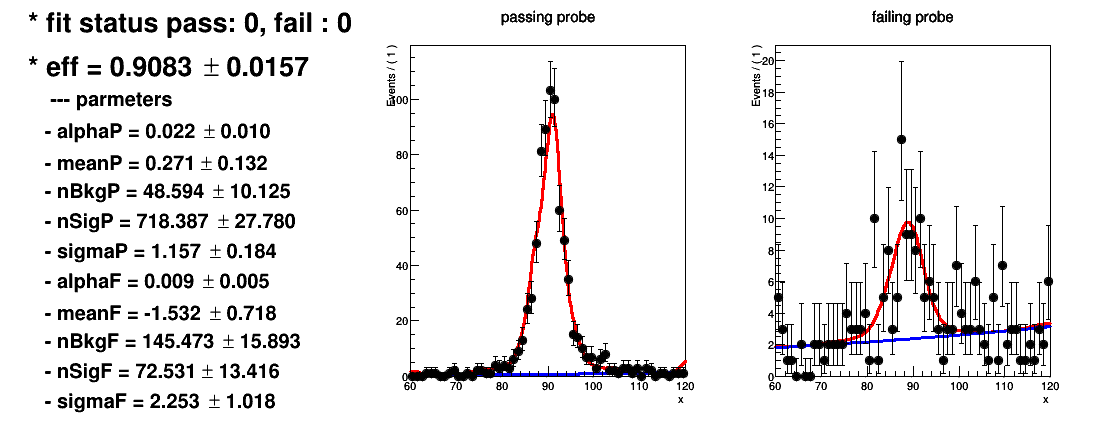 * fit status pass: 0, fail : 0
* eff = 0.9083 ± 0.0157
--- parmeters
- alphaP = 0.022 ± 0.010
- meanP = 0.271 ± 0.132
- nBkgP = 48.594 ± 10.125
- nSigP = 718.387 ± 27.780
- sigmaP = 1.157 ± 0.184
- alphaF = 0.009 ± 0.005
- meanF = -1.532 ± 0.718
- nBkgF = 145.473 ± 15.893
- nSigF = 72.531 ± 13.416
- sigmaF = 2.253 ± 1.018
passing probe
Events / ( 1 )
100
80
60
40
20
0
60 70 80 90 100 110 120
x
failing probe
Events / ( 1 )
20
18
16
14
12
10
8
6
4
2
0
60 70 80 90 100 110 120
x